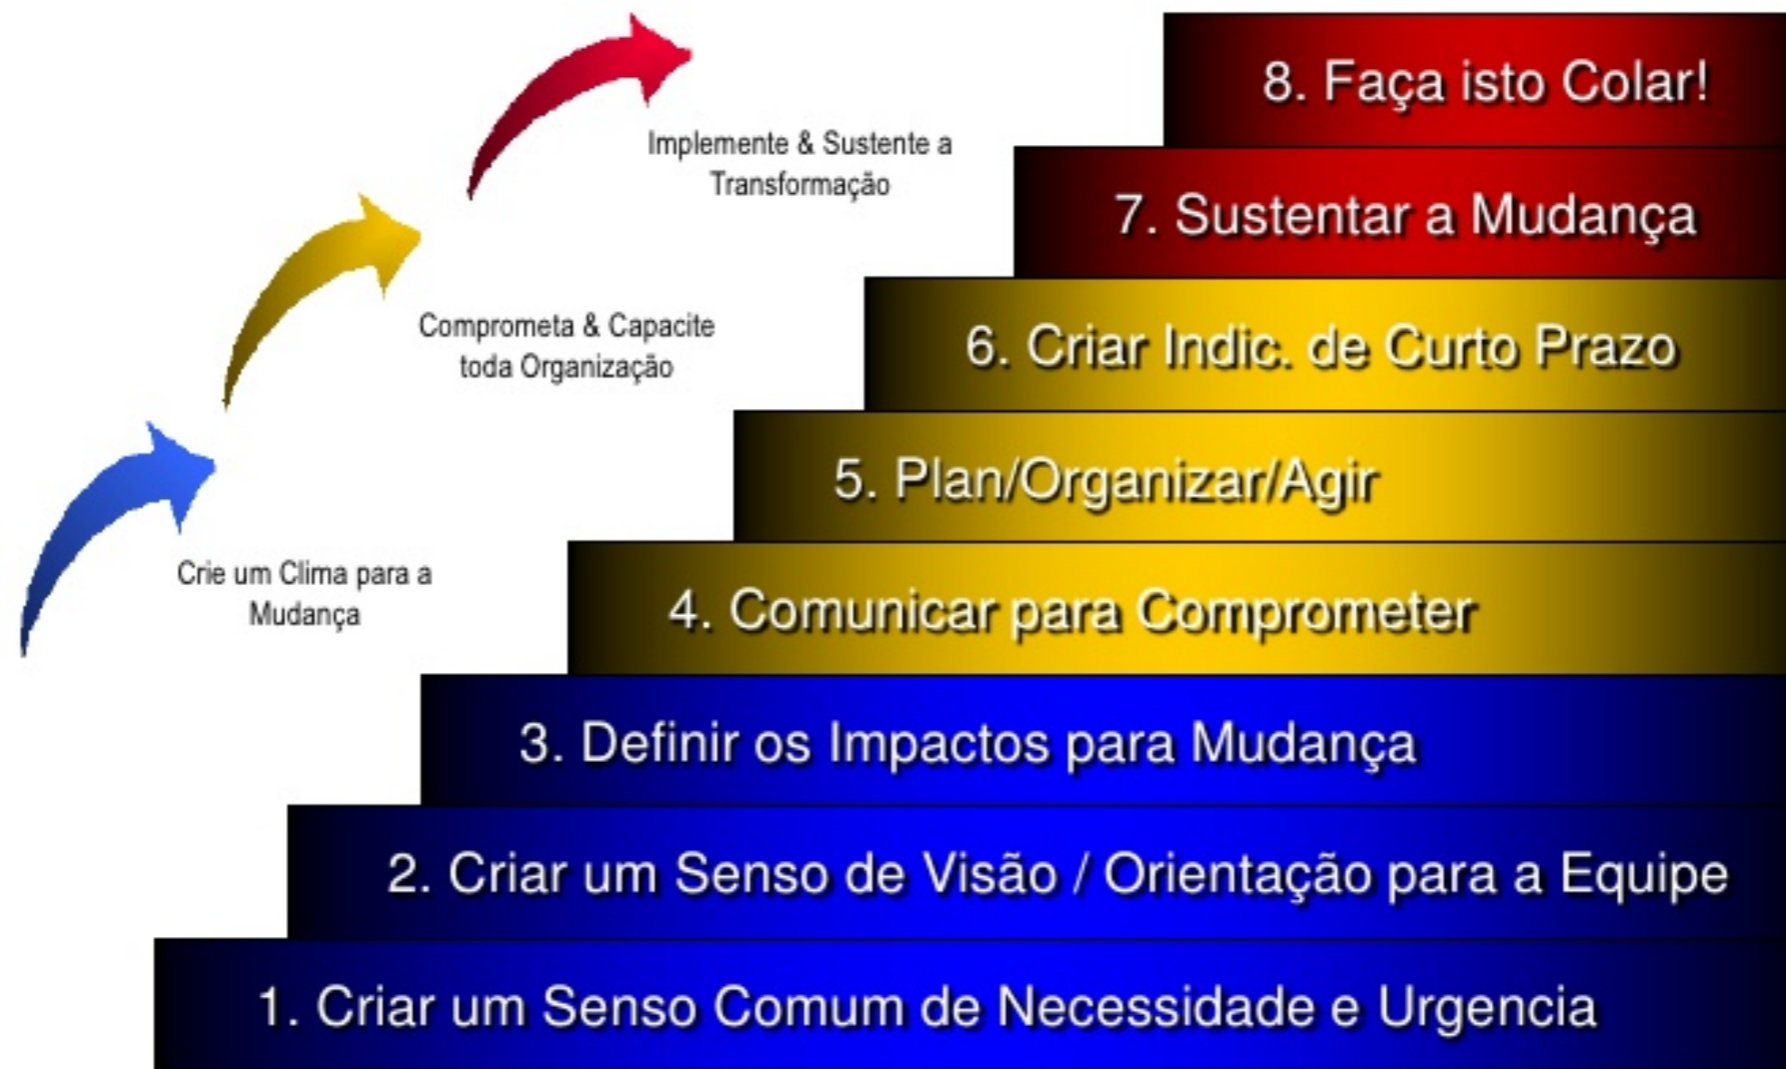 8. Faça isto Colar!
Implemente & Sustente a
Transformação
7. Sustentar a Mudança
Comprometa & Capacite
toda Organização
6. Criar Indic. de Curto Prazo
5. Plan/Organizar/Agir
Crie um Clima para a
Mudança
4. Comunicar para Comprometer
3. Definir os Impactos para Mudança
2. Criar um Senso de Visão / Orientação para a Equipe
1. Criar um Senso Comum de Necessidade e Urgencia